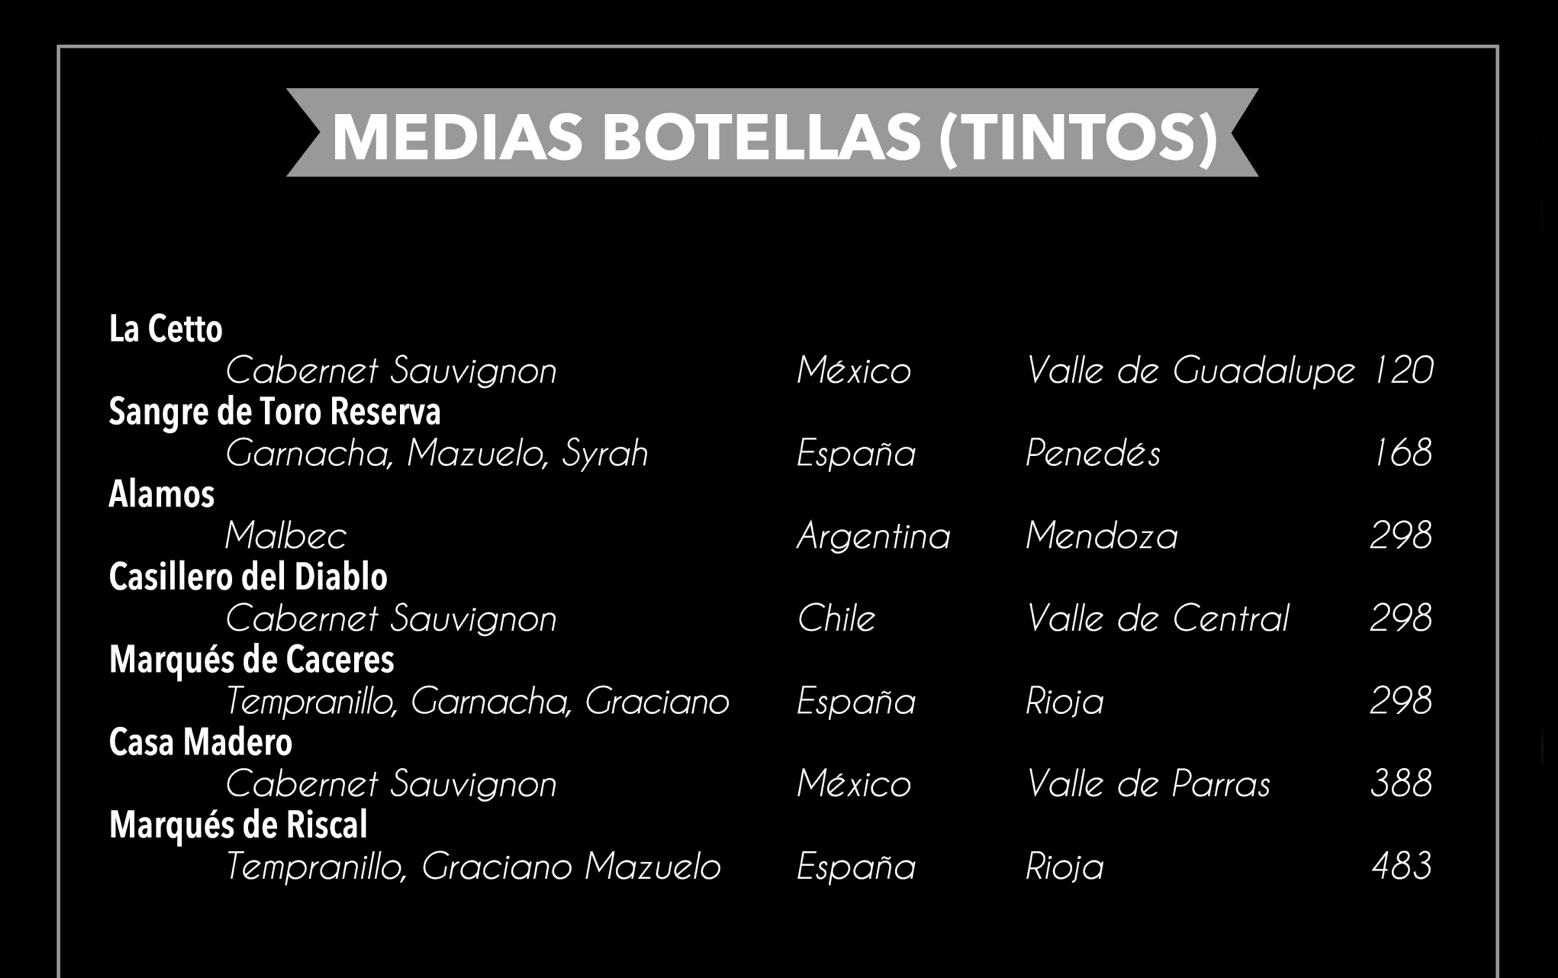 MEDIAS BOTELLAS (TINTOS)
La Cetto
Cabernet Sauvignon México Valle de Guadalupe 120
Sangre de Toro Reserva
Garnacha, Mazuelo, Syrah España Penedés 168
Alamos
Malbec Argentina Mendoza 298
Casillero del Diablo
Cabernet Sauvignon Chile Valle de Central 298
Marqués de Caceres
Tempranillo, Garnacha, Graciano España Rioja 298
Casa Madero
Cabernet Sauvignon México Valle de Parras 388
Marqués de Riscal
Tempranillo, Graciano Mazuelo España Rioja 483